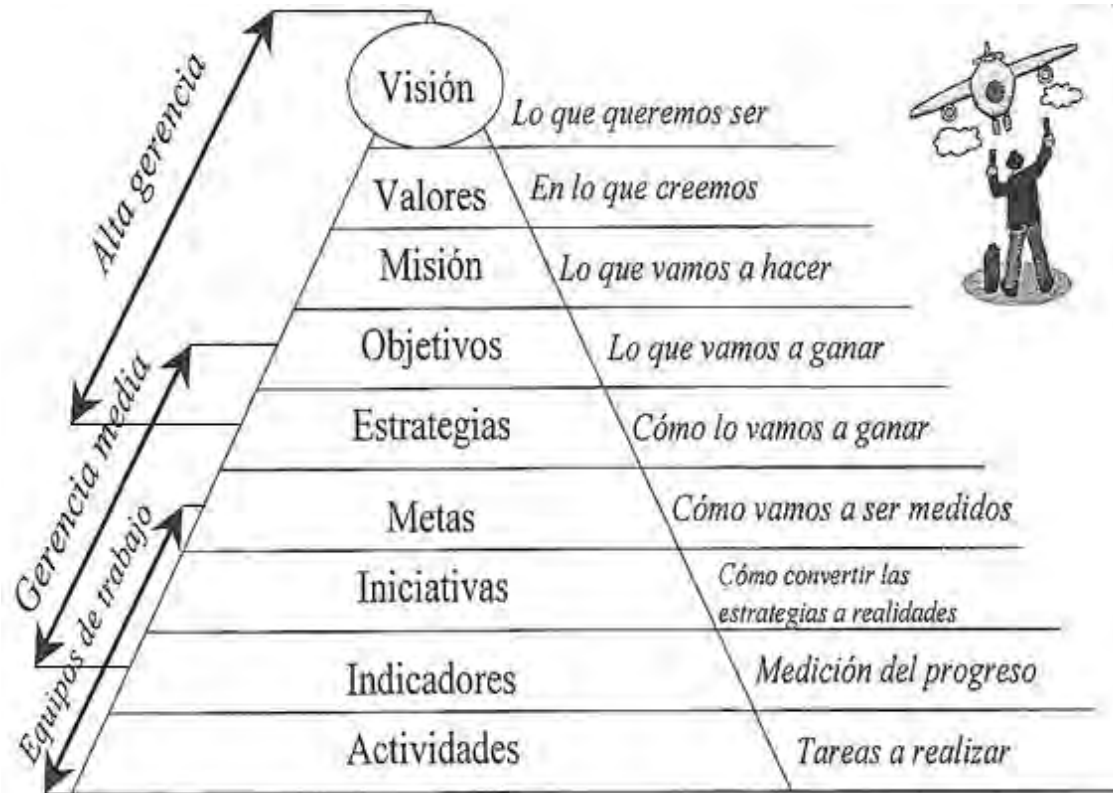 Alta gerencia
Gerencia media
Equipos de trabajo
Visión
Lo que queremos ser
Valores
En lo que creemos
Misión
Lo que vamos a hacer
Objetivos
Lo que vamos a ganar
Estrategias
Cómo lo vamos a ganar
Metas
Cómo vamos a ser medidos
Iniciativas
Cómo convertir las
estrategias a realidades
Indicadores
Medición del progreso
Actividades
Tareas a realizar